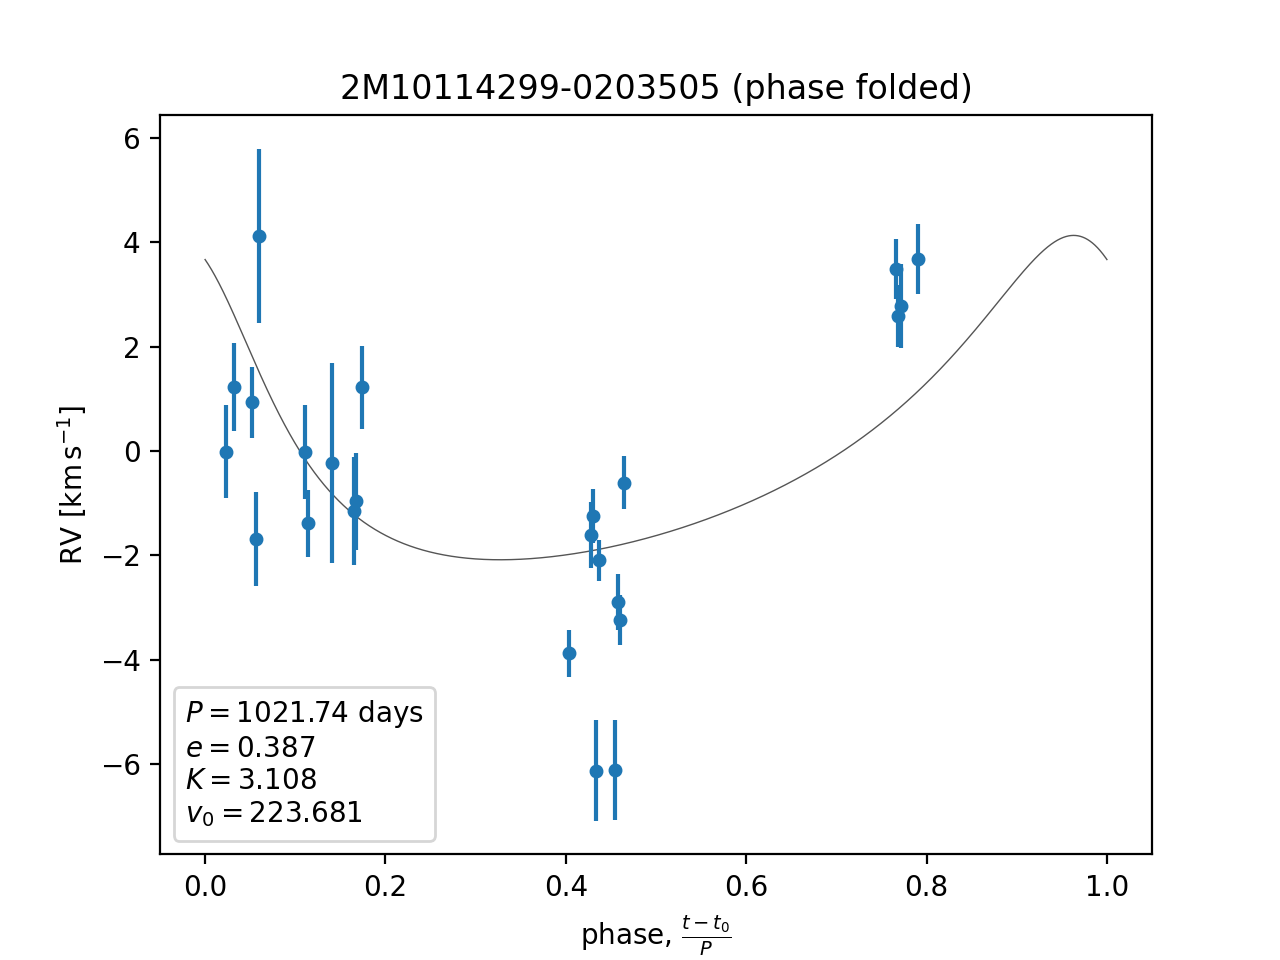 2M10114299-0203505 (phase folded)
RV [km s⁻¹]
6
4
2
0
−2
−4
−6
P = 1021.74 days
e = 0.387
K = 3.108
v₀ = 223.681
0.0 0.2 0.4 0.6 0.8 1.0
phase, (t − t₀)/P